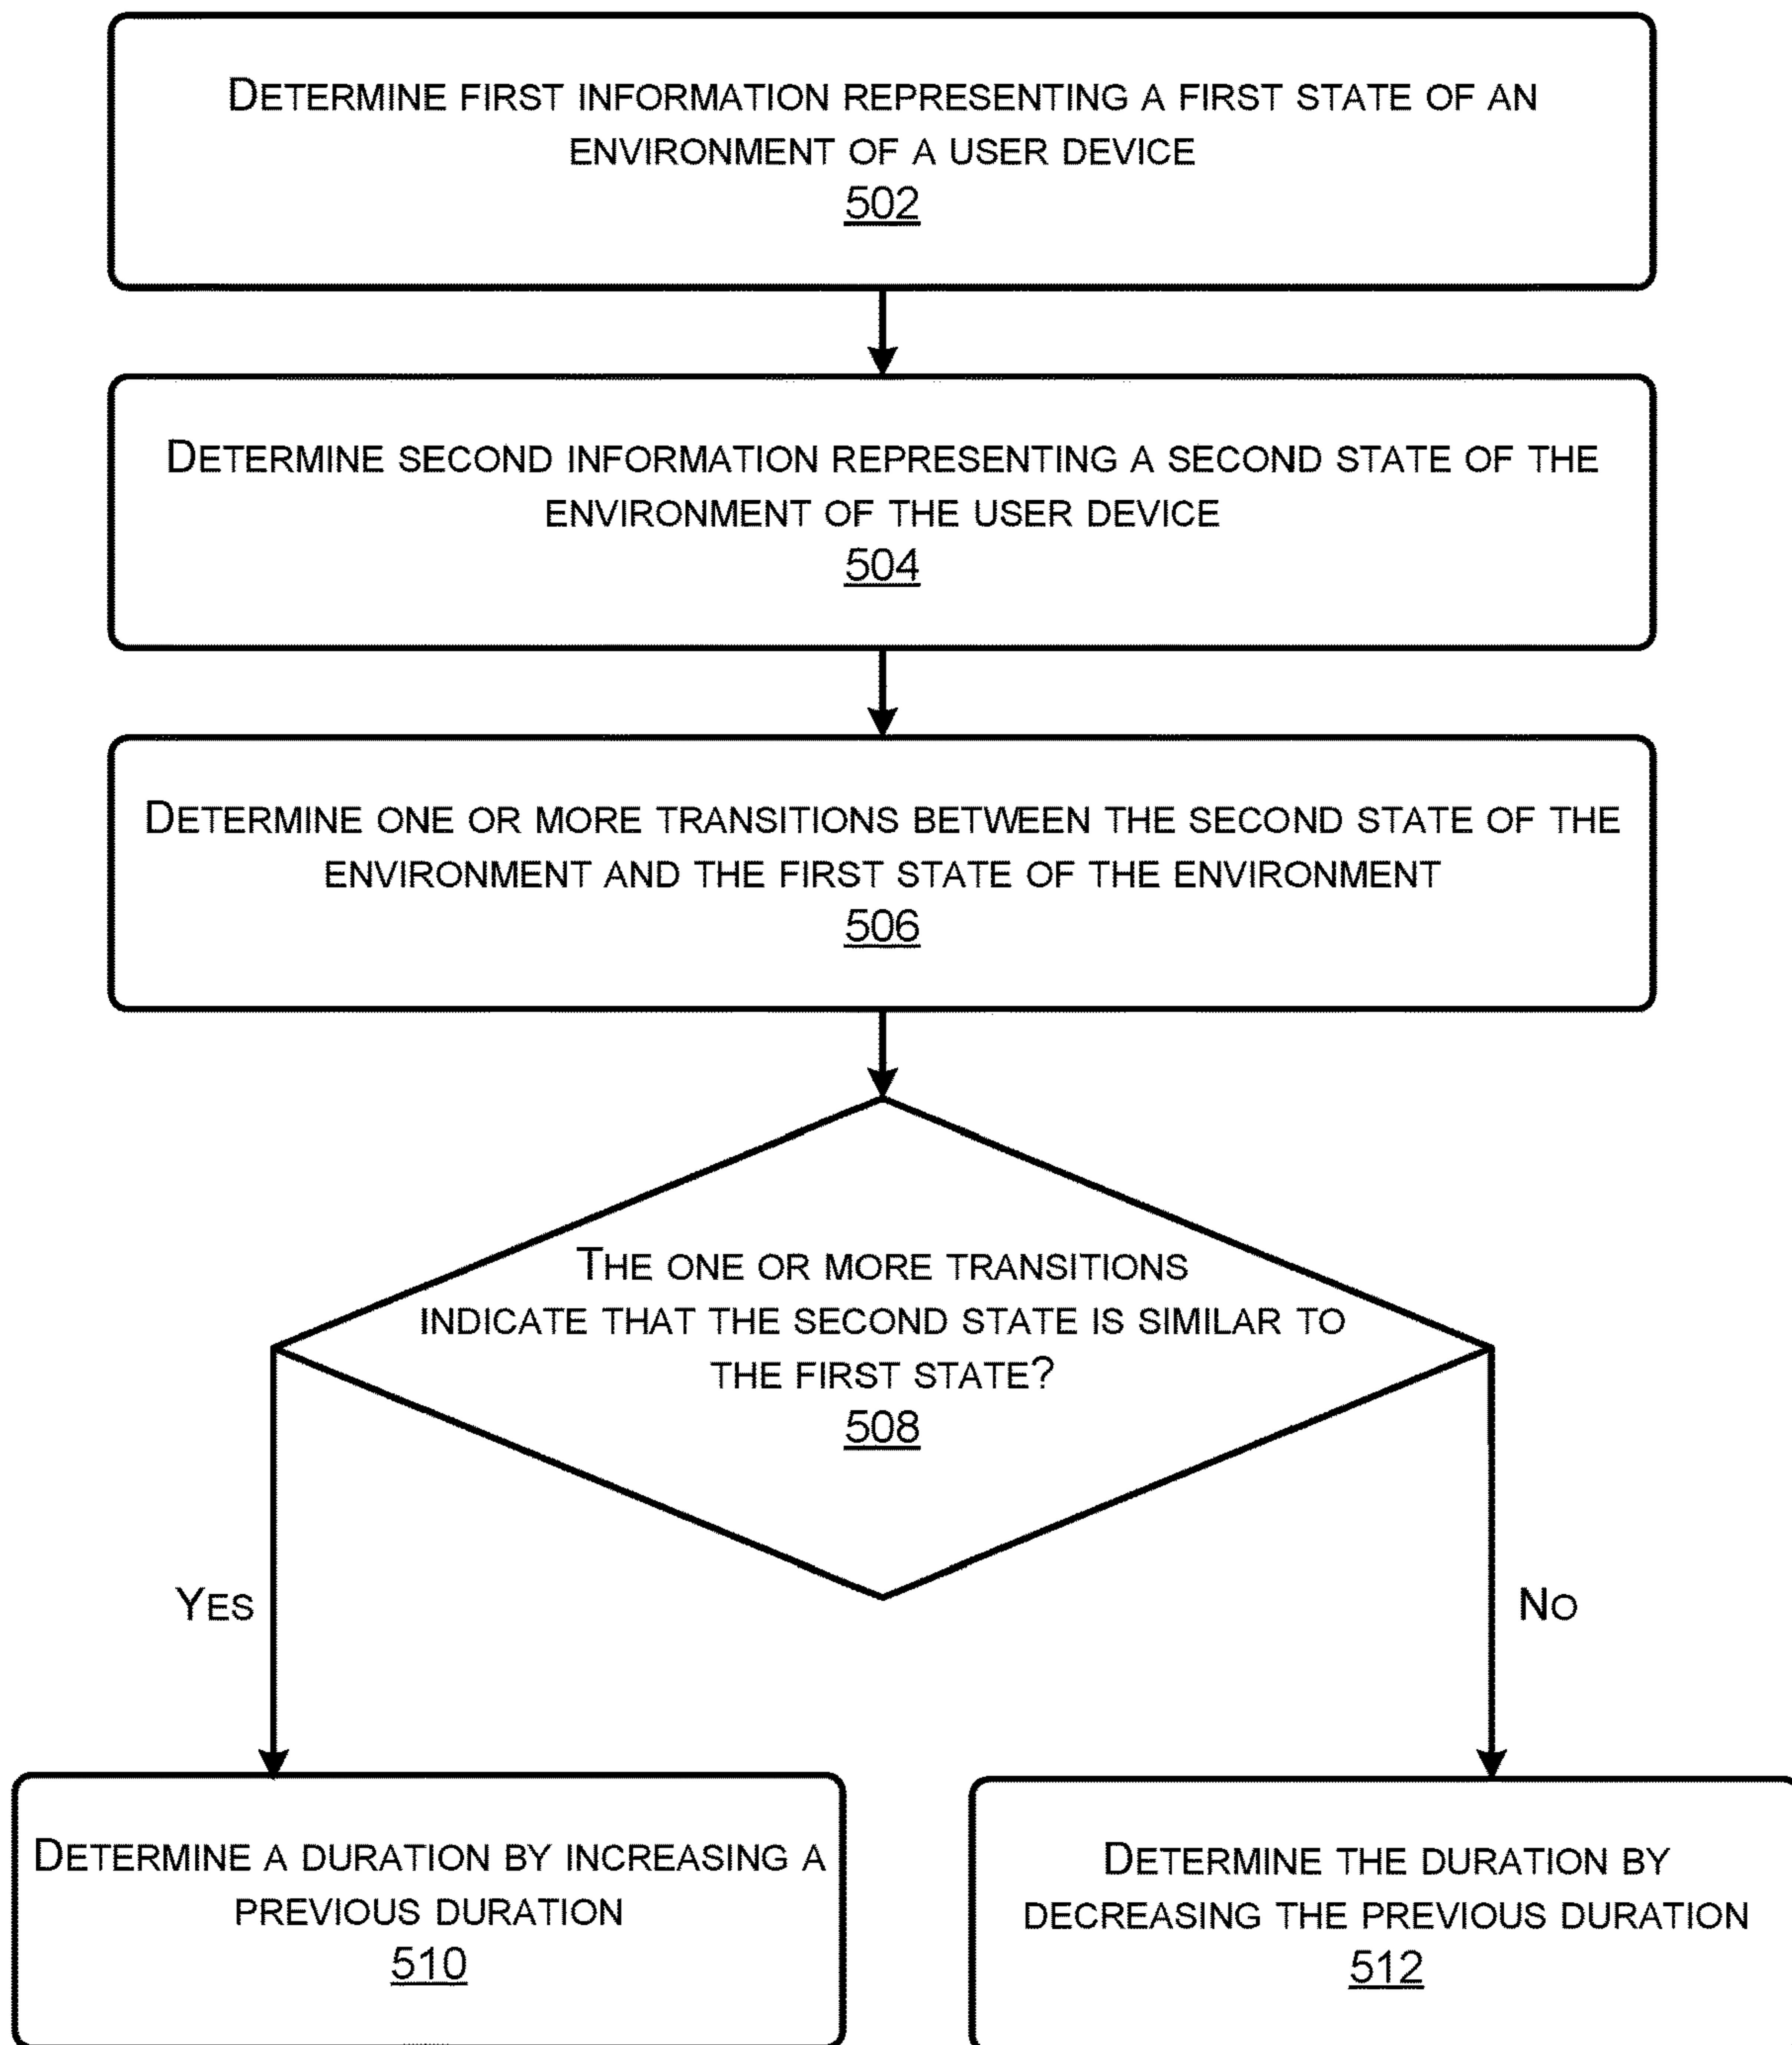 DETERMINE FIRST INFORMATION REPRESENTING A FIRST STATE OF AN
ENVIRONMENT OF A USER DEVICE
502
DETERMINE SECOND INFORMATION REPRESENTING A SECOND STATE OF THE
ENVIRONMENT OF THE USER DEVICE
504
DETERMINE ONE OR MORE TRANSITIONS BETWEEN THE SECOND STATE OF THE
ENVIRONMENT AND THE FIRST STATE OF THE ENVIRONMENT
506
THE ONE OR MORE TRANSITIONS
INDICATE THAT THE SECOND STATE IS SIMILAR TO
THE FIRST STATE?
508
YES
NO
DETERMINE A DURATION BY INCREASING A
PREVIOUS DURATION
510
DETERMINE THE DURATION BY
DECREASING THE PREVIOUS DURATION
512